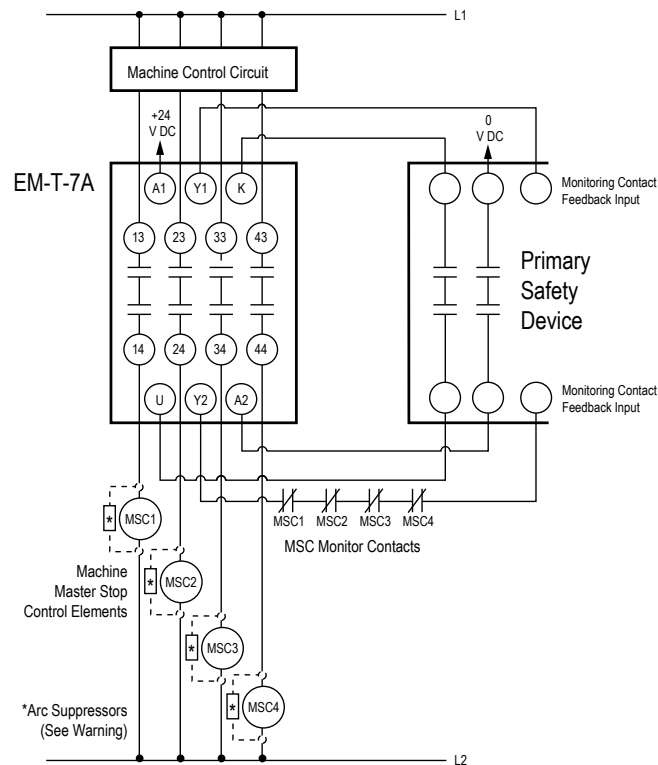 L1
Machine Control Circuit
+24
V DC
0
V DC
EM-T-7A
A1
Y1
K
Monitoring Contact
Feedback Input
13
23
33
43
Primary
Safety
Device
14
24
34
44
U
Y2
A2
Monitoring Contact
Feedback Input
MSC1
MSC2
MSC3
MSC4
MSC Monitor Contacts
*
MSC1
Machine
Master Stop
Control Elements
*
MSC2
*
MSC3
*
MSC4
*Arc Suppressors
(See Warning)
L2